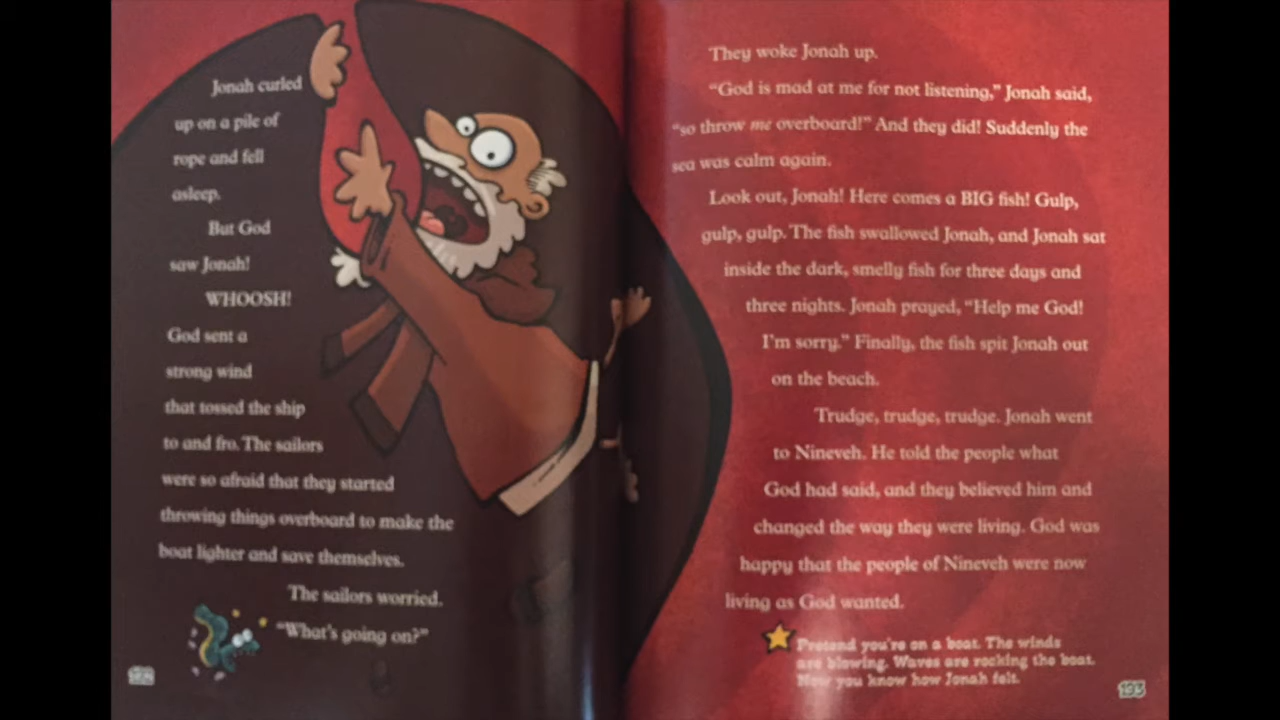 Jonah curled
up on a pile of
rope and fell
asleep.
But God
saw Jonah!
WHOOSH!
God sent a
strong wind
that tossed the ship
to and fro. The sailors
were so afraid that they started
throwing things overboard to make the
boat lighter and save themselves.
The sailors worried.
“What’s going on?”
They woke Jonah up.
“God is mad at me for not listening,” Jonah said,
“so throw me overboard!” And they did! Suddenly the
sea was calm again.
Look out, Jonah! Here comes a BIG fish! Gulp,
gulp, gulp. The fish swallowed Jonah, and Jonah sat
inside the dark, smelly fish for three days and
three nights. Jonah prayed, “Help me God!
I’m sorry.” Finally, the fish spit Jonah out
on the beach.
Trudge, trudge, trudge. Jonah went
to Nineveh. He told the people what
God had said, and they believed him and
changed the way they were living. God was
happy that the people of Nineveh were now
living as God wanted.
Pretend you’re on a boat. The winds
are blowing. Waves are rocking the boat.
Now you know how Jonah felt.